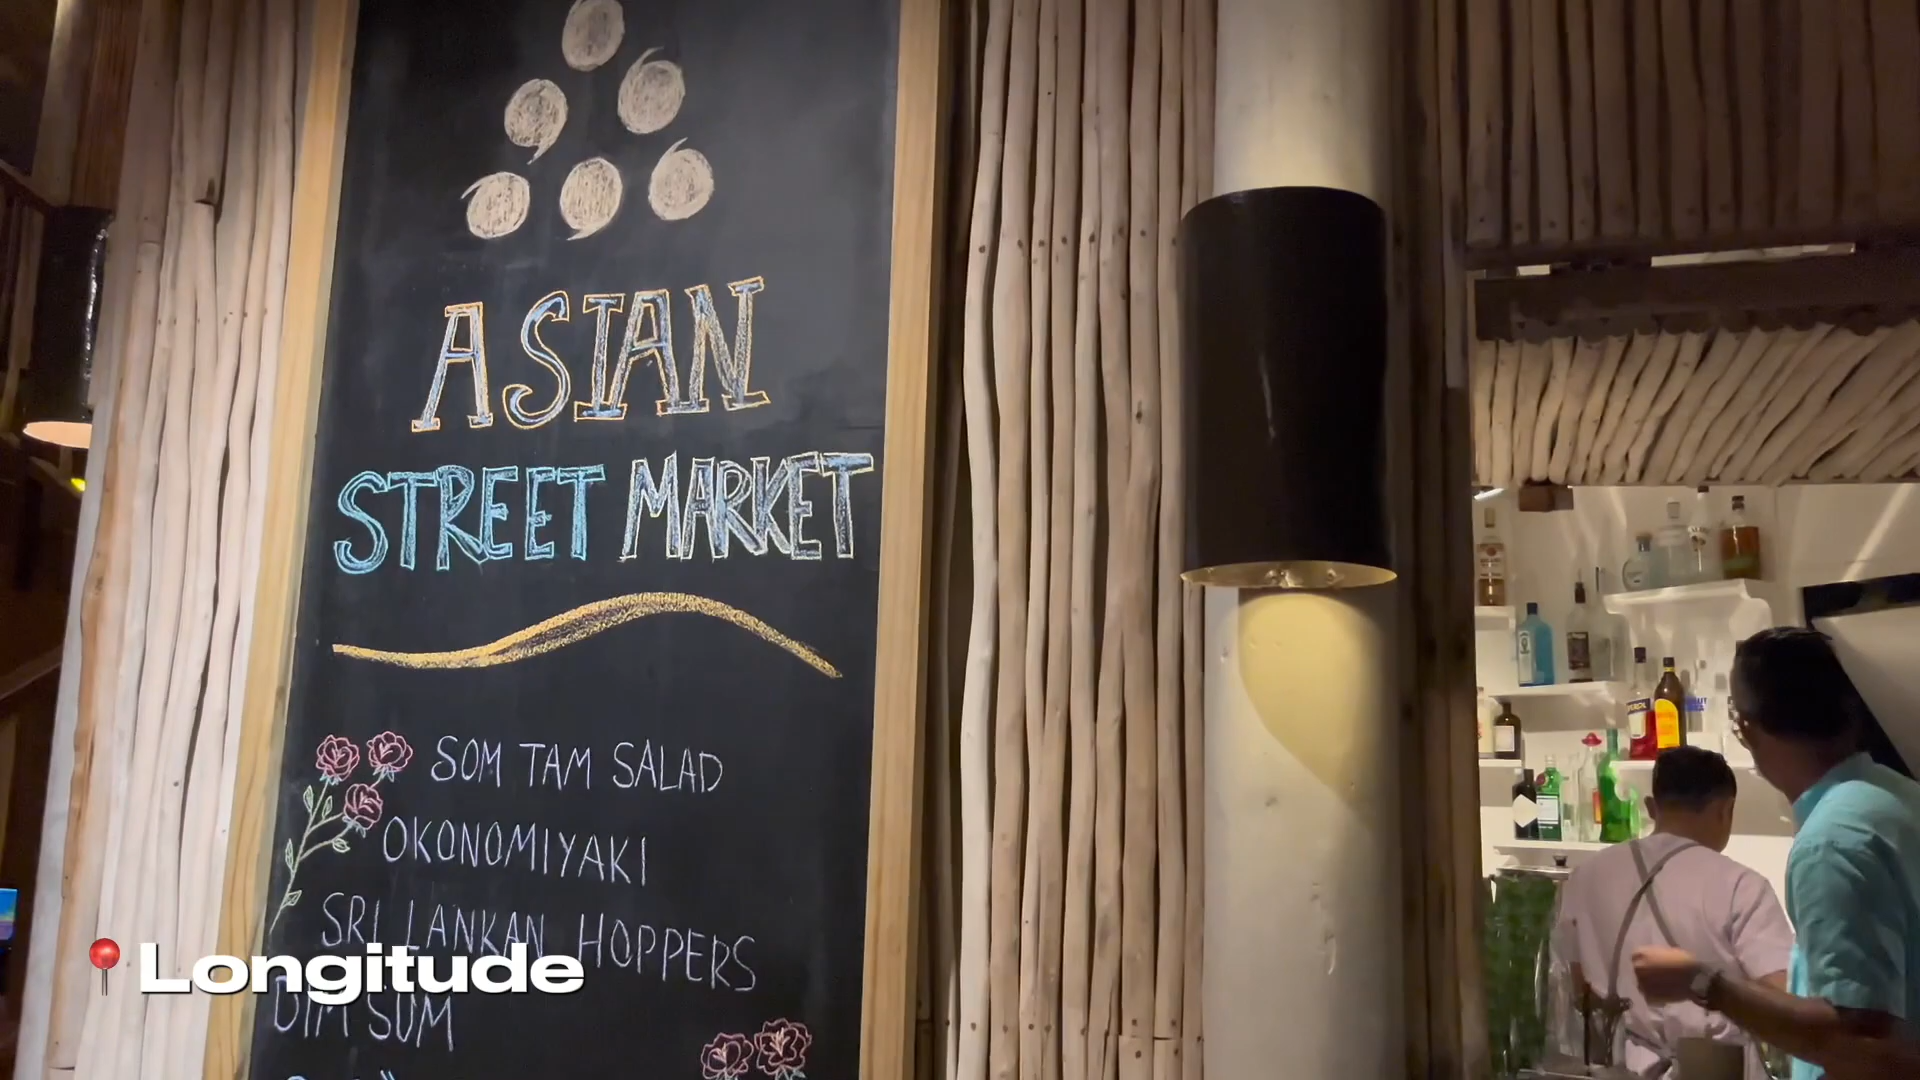 ASIAN
STREET MARKET
SOM TAM SALAD
OKONOMIYAKI
SRI LANKAN HOPPERS
DIM SUM
Longitude